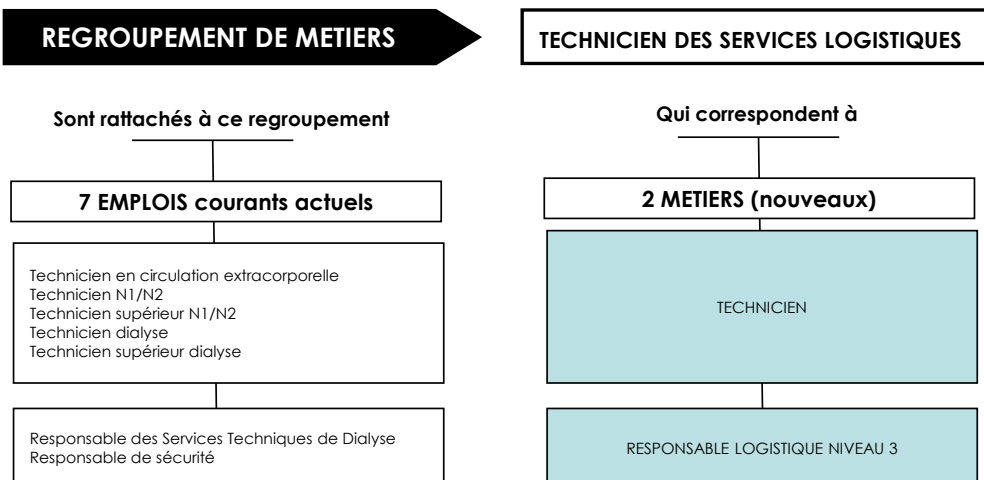 REGROUPEMENT DE METIERS
TECHNICIEN DES SERVICES LOGISTIQUES
Sont rattachés à ce regroupement
Qui correspondent à
7 EMPLOIS courants actuels
2 METIERS (nouveaux)
Technicien en circulation extracorporelle
Technicien N1/N2
Technicien supérieur N1/N2
Technicien dialyse
Technicien supérieur dialyse
TECHNICIEN
Responsable des Services Techniques de Dialyse
Responsable de sécurité
RESPONSABLE LOGISTIQUE NIVEAU 3